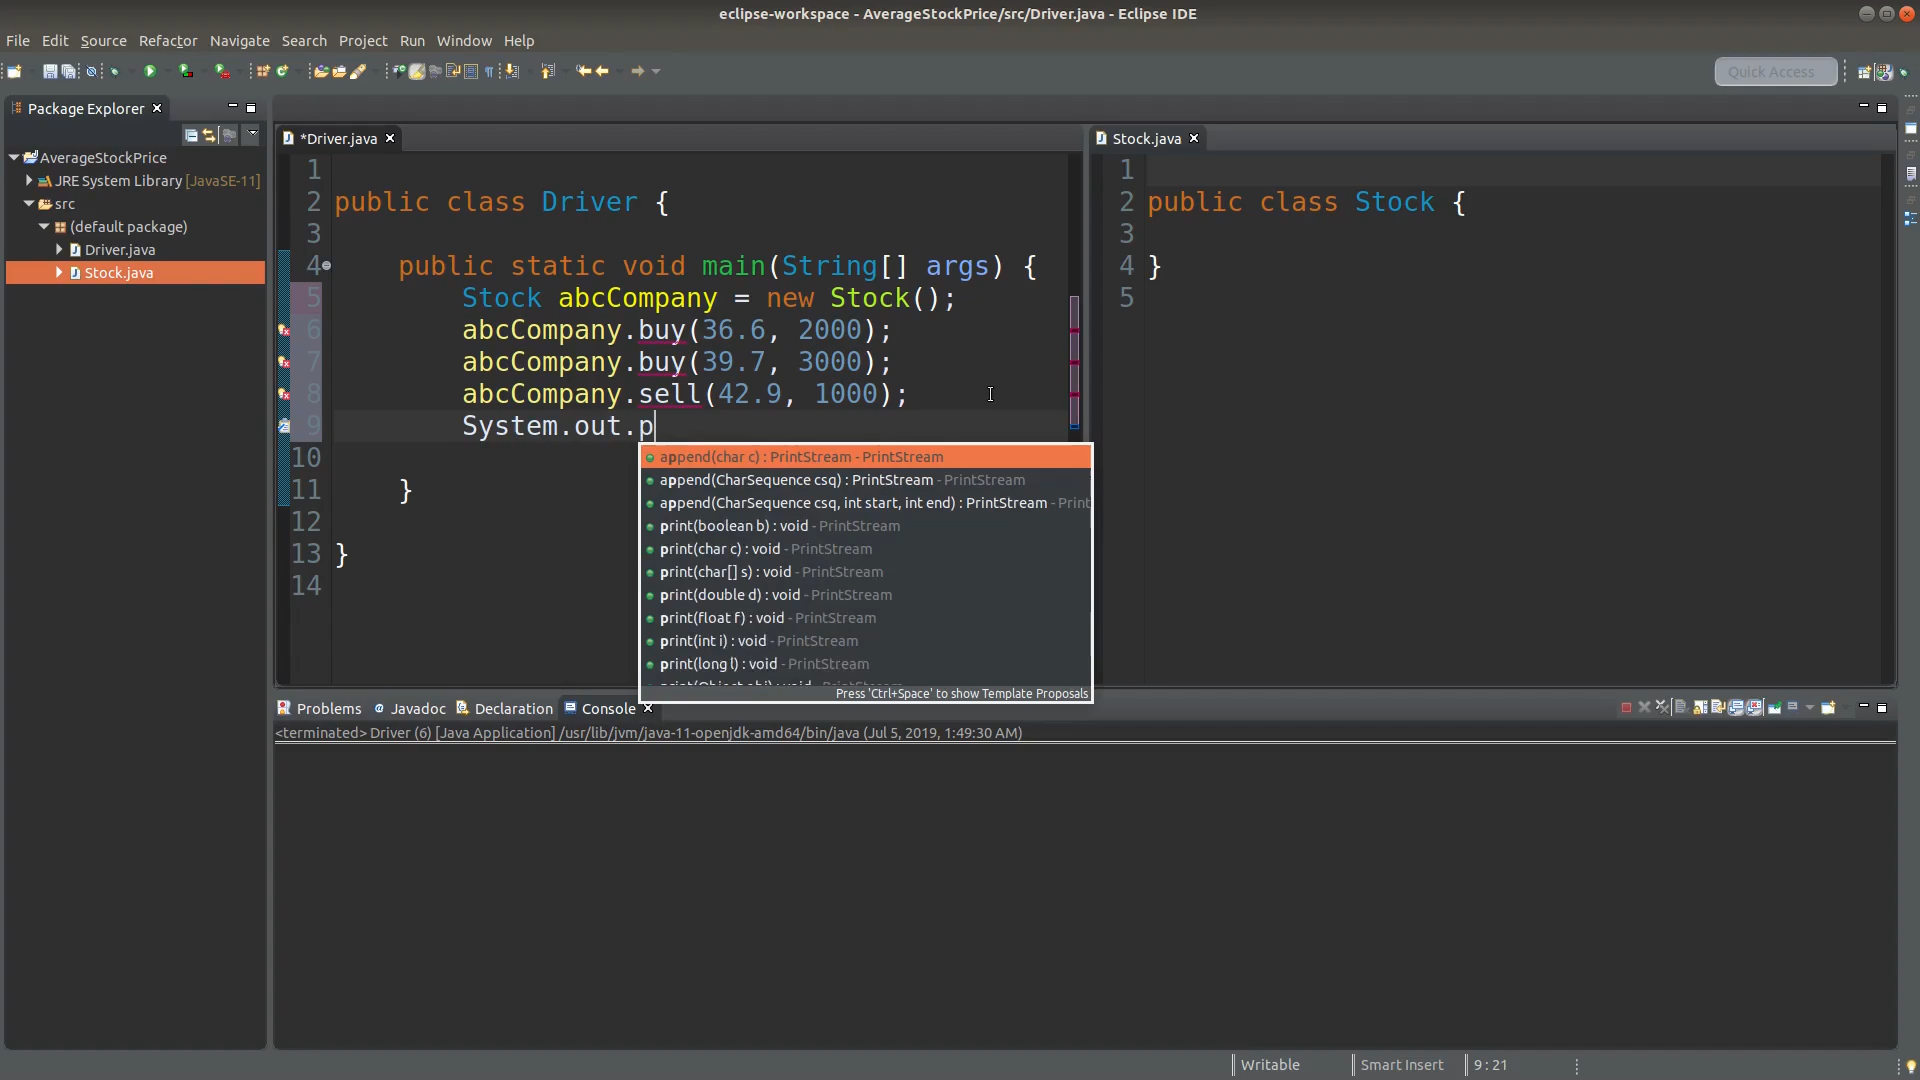 eclipse-workspace - AverageStockPrice/src/Driver.java - Eclipse IDE
File Edit Source Refactor Navigate Search Project Run Window Help
Quick Access
Package Explorer
AverageStockPrice
JRE System Library [JavaSE-11]
src
(default package)
Driver.java
Stock.java
*Driver.java
1
2 public class Driver {
3
4 public static void main(String[] args) {
5 Stock abcCompany = new Stock();
6 abcCompany.buy(36.6, 2000);
7 abcCompany.buy(39.7, 3000);
8 abcCompany.sell(42.9, 1000);
9 System.out.p
10
11 }
12
13 }
14
append(char c) : PrintStream - PrintStream
append(CharSequence csq) : PrintStream - PrintStream
append(CharSequence csq, int start, int end) : PrintStream - Print
print(boolean b) : void - PrintStream
print(char c) : void - PrintStream
print(char[] s) : void - PrintStream
print(double d) : void - PrintStream
print(float f) : void - PrintStream
print(int i) : void - PrintStream
print(long l) : void - PrintStream
Press 'Ctrl+Space' to show Template Proposals
Stock.java
1
2 public class Stock {
3
4 }
5
Problems Javadoc Declaration Console
<terminated> Driver (6) [Java Application] /usr/lib/jvm/java-11-openjdk-amd64/bin/java (Jul 5, 2019, 1:49:30 AM)
Writable Smart Insert 9 : 21